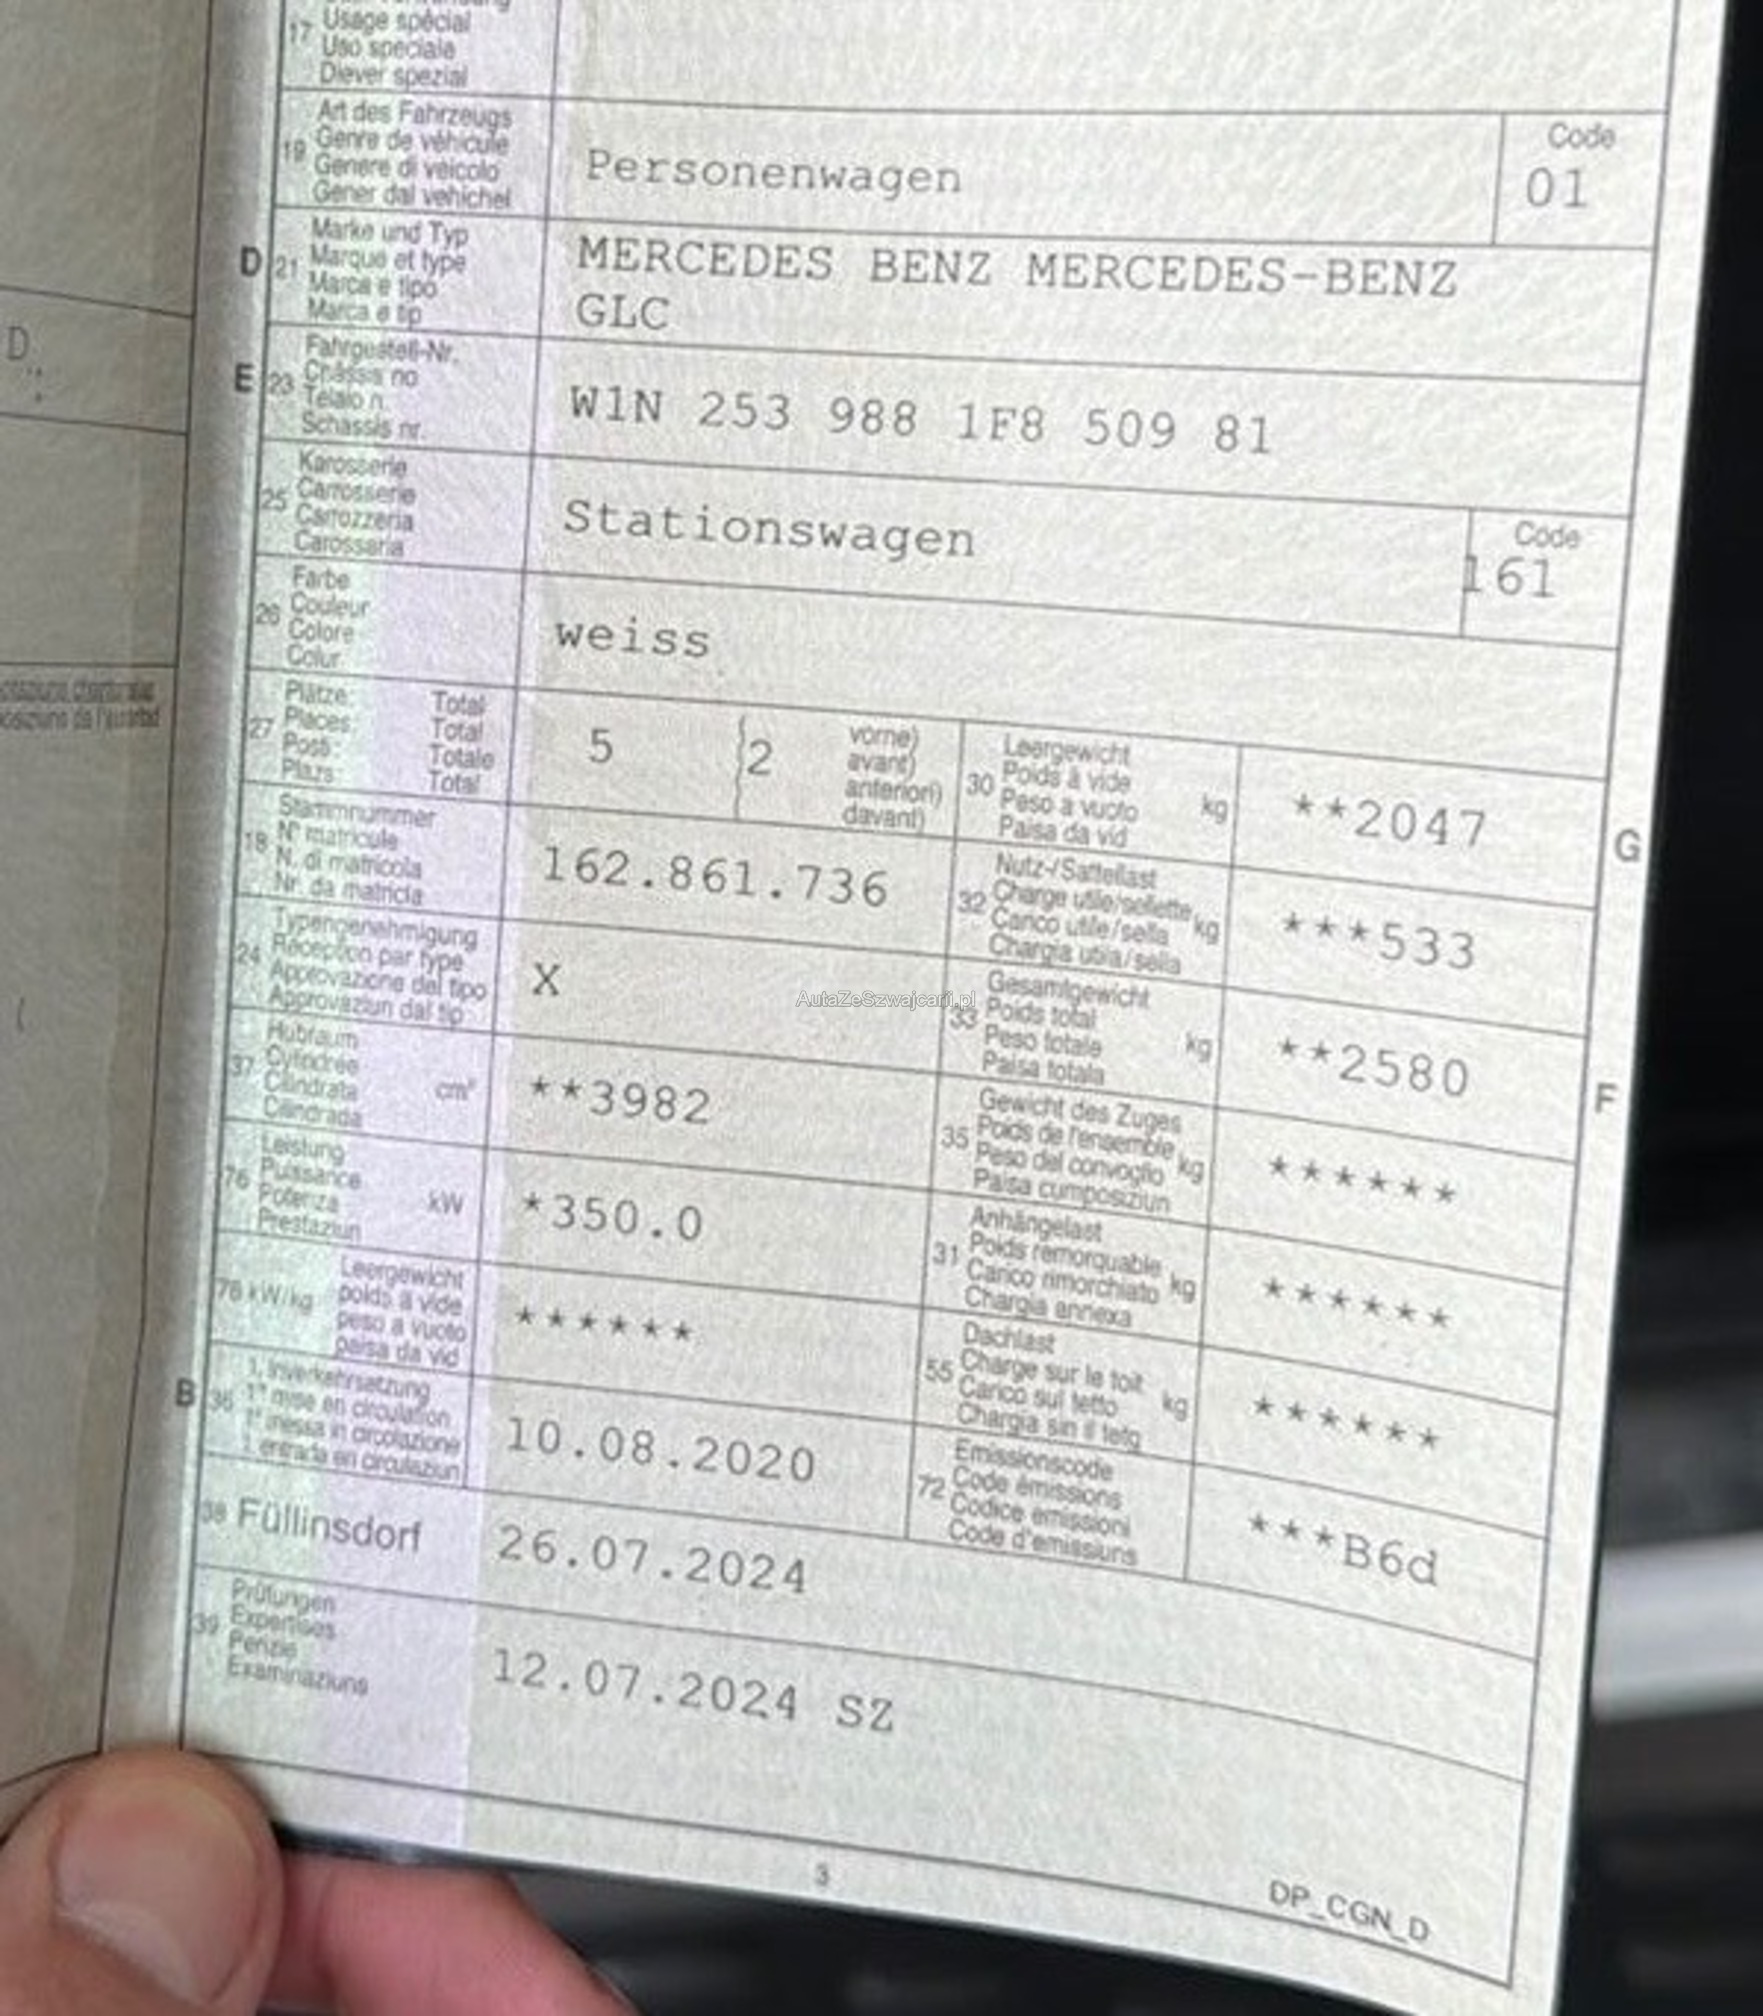 17 Usage spécial
Uso speciale
Diever spezial
Art des Fahrzeugs
19 Genre de véhicule
Genere di veicolo
Gener dal vehichel
Personenwagen
Code
01
D 21 Marke und Typ
Marque et type
Marca e tipo
Marca e tip
MERCEDES BENZ MERCEDES-BENZ
GLC
E 23 Fahrgestell-Nr.
Châssis no
Telaio n.
Schassis nr.
W1N 253 988 1F8 509 81
25 Karosserie
Carrosserie
Carrozzeria
Carossaria
Stationswagen
Code
161
26 Farbe
Couleur
Colore
Colur
weiss
27 Plätze: Total
Places: Total
Posti: Totale
Plazs: Total
5 2
vorne)
avant)
anteriori)
davant)
30 Leergewicht
Poids à vide
Peso a vuoto kg
Paisa da vid
**2047
G
18 Stammnummer
N° matricule
N. di matricola
Nr. da matricla
162.861.736
32 Nutz-/Sattellast
Charge utile/sellette kg
Carico utile/sella
Chargia utila/sella
***533
24 Typengenehmigung
Réception par type
Approvazione del tipo
Approvaziun dal tip
X
AutaZeSzwajcarii.pl
33 Gesamtgewicht
Poids total
Peso totale kg
Paisa totala
**2580
F
37 Hubraum
Cylindrée
Cilindrata cm³
Cilindrada
**3982
35 Gewicht des Zuges
Poids de l'ensemble
Peso del convoglio kg
Paisa cumposiziun
******
76 Leistung
Puissance
Potenza kW
Prestaziun
*350.0
31 Anhängelast
Poids remorquable
Carico rimorchiato kg
Chargia annexa
******
78 kW/kg Leergewicht
poids à vide
peso a vuoto
paisa da vid
******
55 Dachlast
Charge sur le toit
Carico sul tetto kg
Chargia sin il tetg
******
B 36 1. Inverkehrsetzung
1re mise en circulation
1a messa in circolazione
1. entrada en circulaziun
10.08.2020
72 Emissionscode
Code émissions
Codice emissioni
Code d'emissiuns
***B6d
38 Füllinsdorf
26.07.2024
39 Prüfungen
Expertises
Perizie
Examinaziuns
12.07.2024 SZ
3
DP_CGN_D
D.